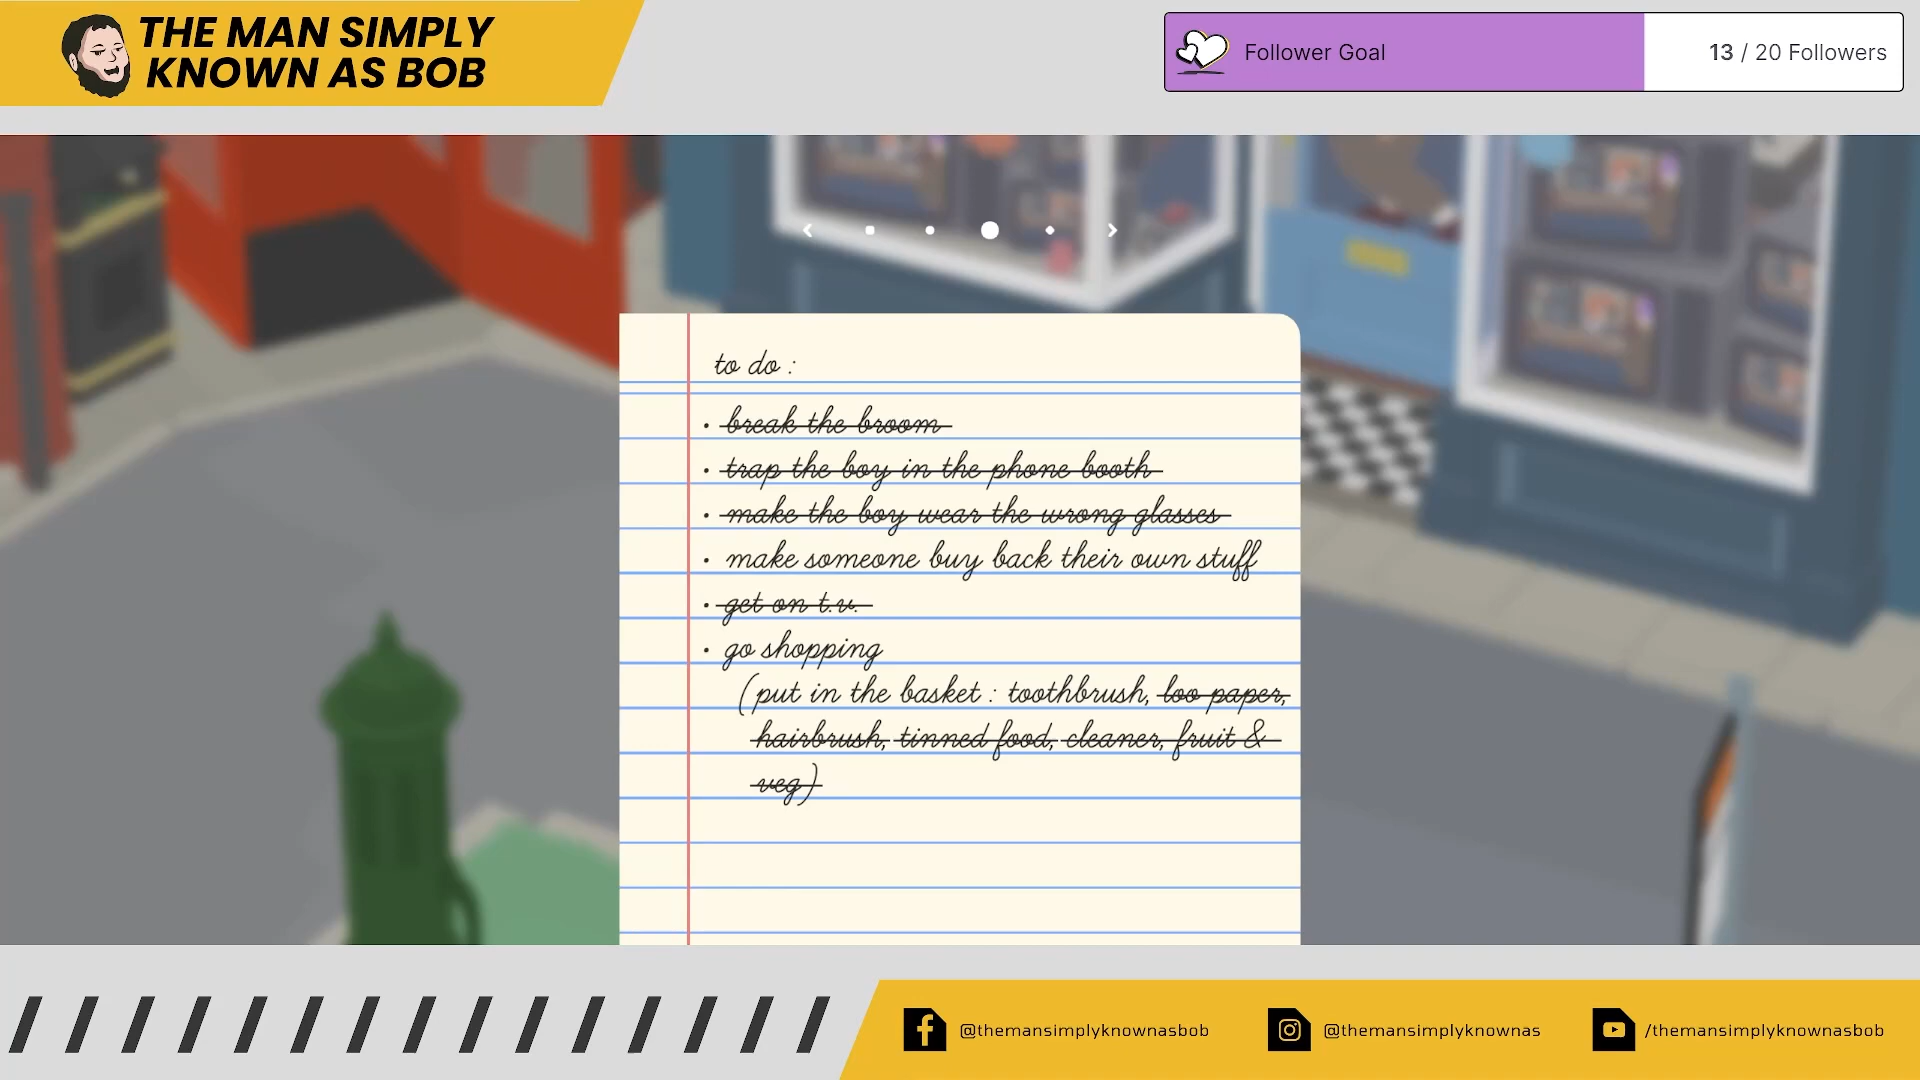 THE MAN SIMPLY
KNOWN AS BOB
Follower Goal
13 / 20 Followers
to do :
• break the broom
• trap the boy in the phone booth
• make the boy wear the wrong glasses
• make someone buy back their own stuff
• get on t.v.
• go shopping
(put in the basket : toothbrush, loo paper,
hairbrush, tinned food, cleaner, fruit &
veg)
@themansimplyknownasbob
@themansimplyknownas
/themansimplyknownasbob